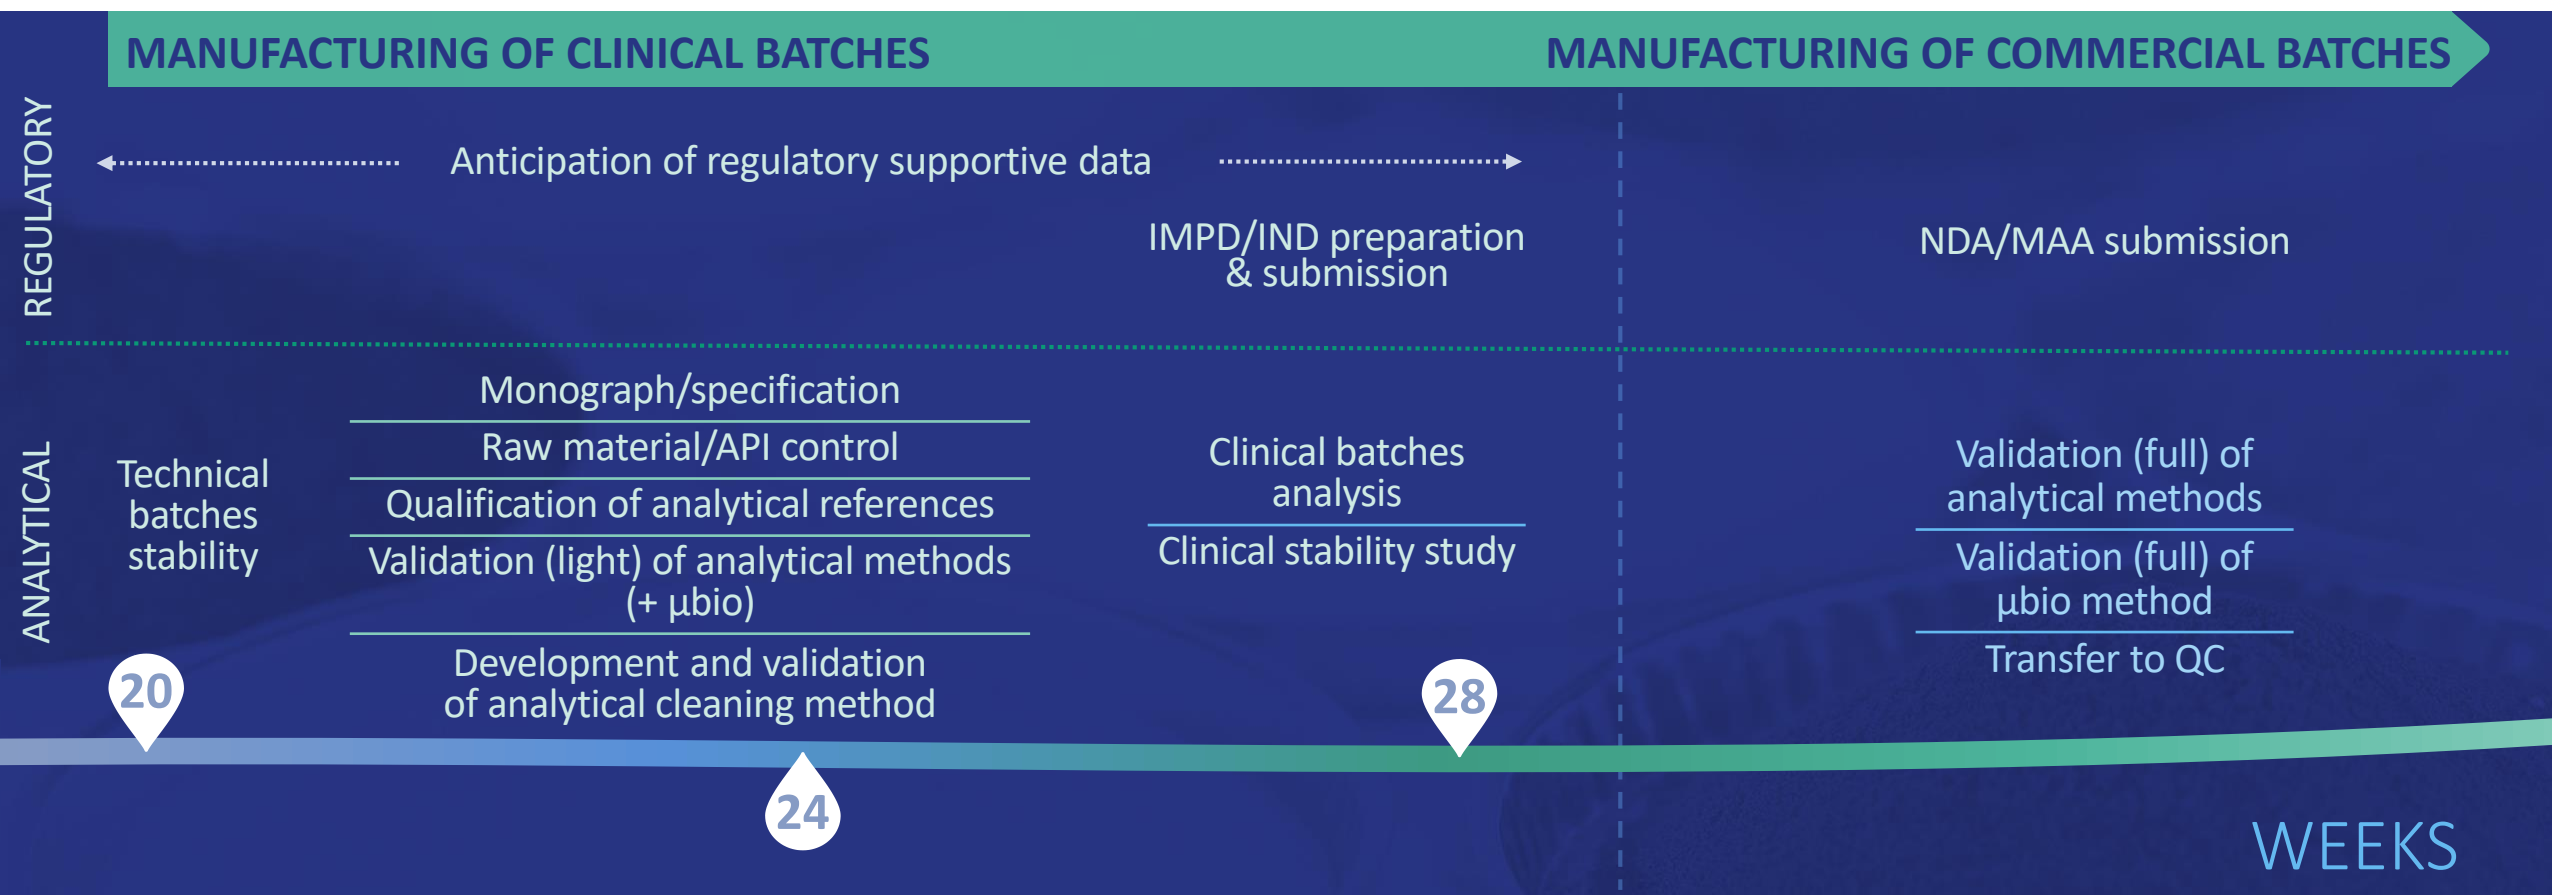 MANUFACTURING OF CLINICAL BATCHES
MANUFACTURING OF COMMERCIAL BATCHES
REGULATORY
Anticipation of regulatory supportive data
IMPD/IND preparation
& submission
NDA/MAA submission
ANALYTICAL
Technical
batches
stability
Monograph/specification
Raw material/API control
Qualification of analytical references
Validation (light) of analytical methods
(+ µbio)
Development and validation
of analytical cleaning method
Clinical batches
analysis
Clinical stability study
Validation (full) of
analytical methods
Validation (full) of
µbio method
Transfer to QC
20
24
28
WEEKS